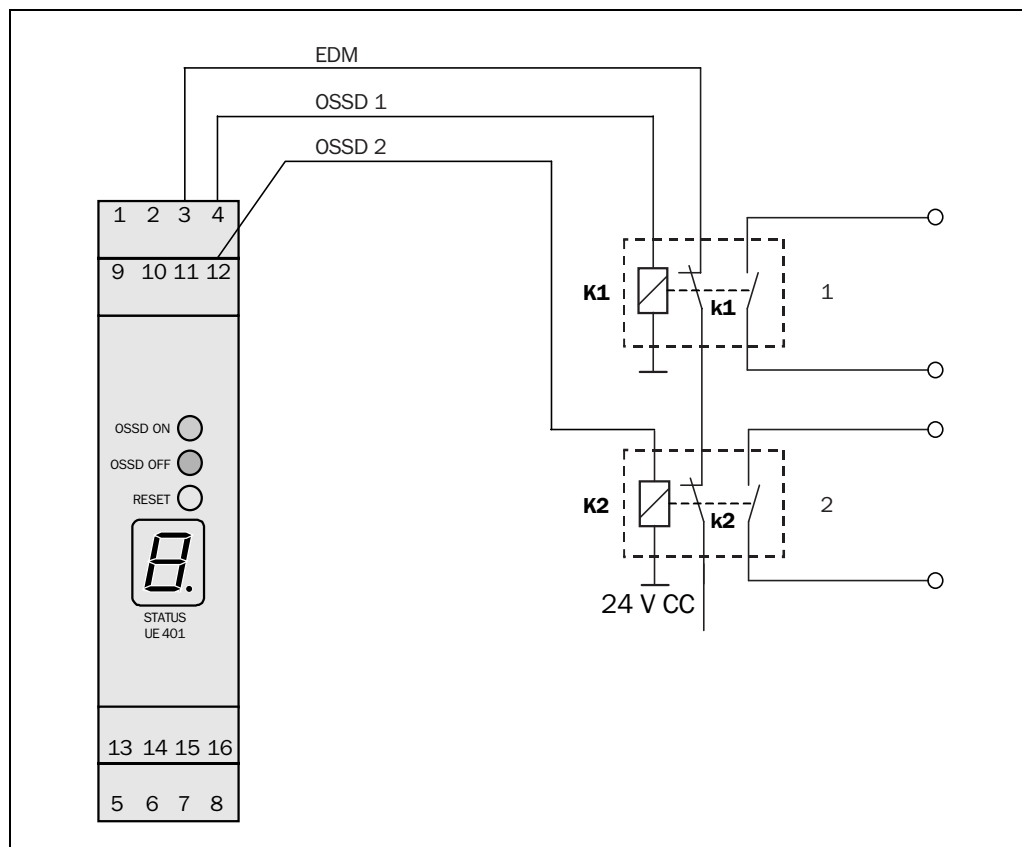 EDM
OSSD 1
OSSD 2
1 2 3 4
9 10 11 12
K1
k1
1
OSSD ON
OSSD OFF
RESET
8.
STATUS
UE 401
K2
k2
2
24 V CC
13 14 15 16
5 6 7 8